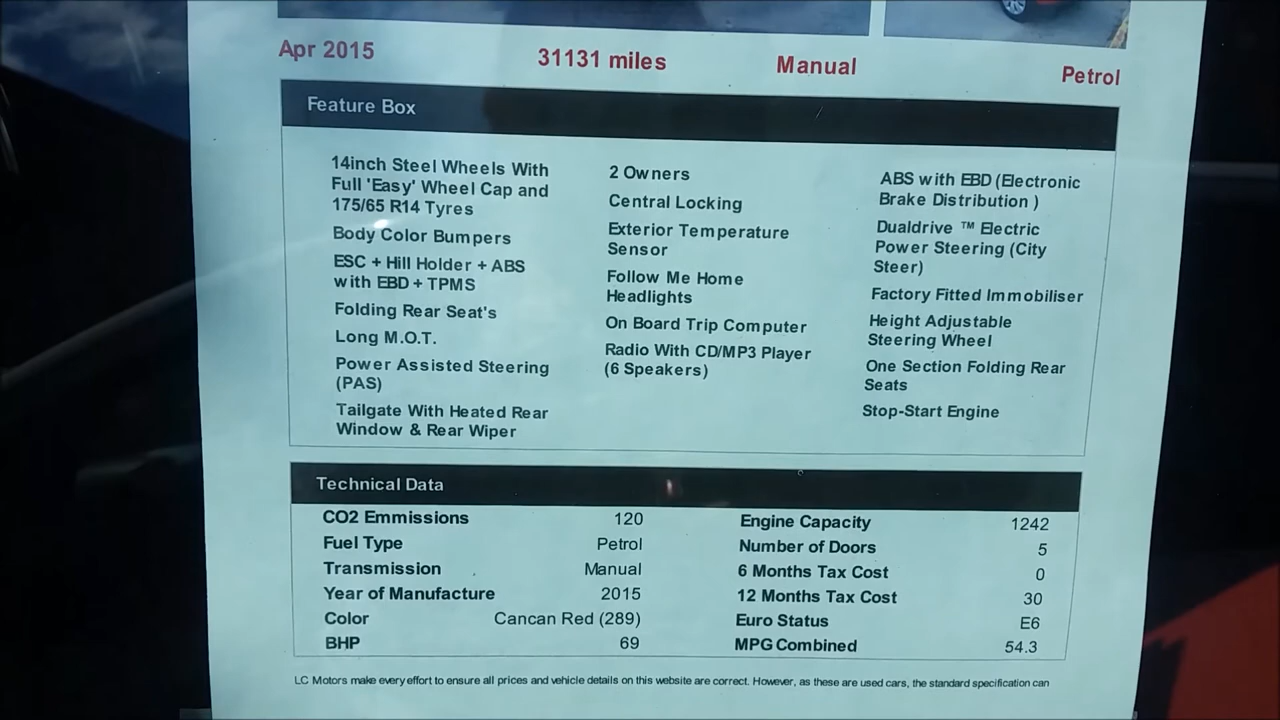 Apr 2015 31131 miles Manual Petrol
Feature Box
14inch Steel Wheels With
Full 'Easy' Wheel Cap and
175/65 R14 Tyres
Body Color Bumpers
ESC + Hill Holder + ABS
with EBD + TPMS
Folding Rear Seat's
Long M.O.T.
Power Assisted Steering
(PAS)
Tailgate With Heated Rear
Window & Rear Wiper
2 Owners
Central Locking
Exterior Temperature
Sensor
Follow Me Home
Headlights
On Board Trip Computer
Radio With CD/MP3 Player
(6 Speakers)
ABS with EBD (Electronic
Brake Distribution )
Dualdrive ™ Electric
Power Steering (City
Steer)
Factory Fitted Immobiliser
Height Adjustable
Steering Wheel
One Section Folding Rear
Seats
Stop-Start Engine
Technical Data
CO2 Emmissions 120
Fuel Type Petrol
Transmission Manual
Year of Manufacture 2015
Color Cancan Red (289)
BHP 69
Engine Capacity 1242
Number of Doors 5
6 Months Tax Cost 0
12 Months Tax Cost 30
Euro Status E6
MPG Combined 54.3
LC Motors make every effort to ensure all prices and vehicle details on this website are correct. However, as these are used cars, the standard specification can